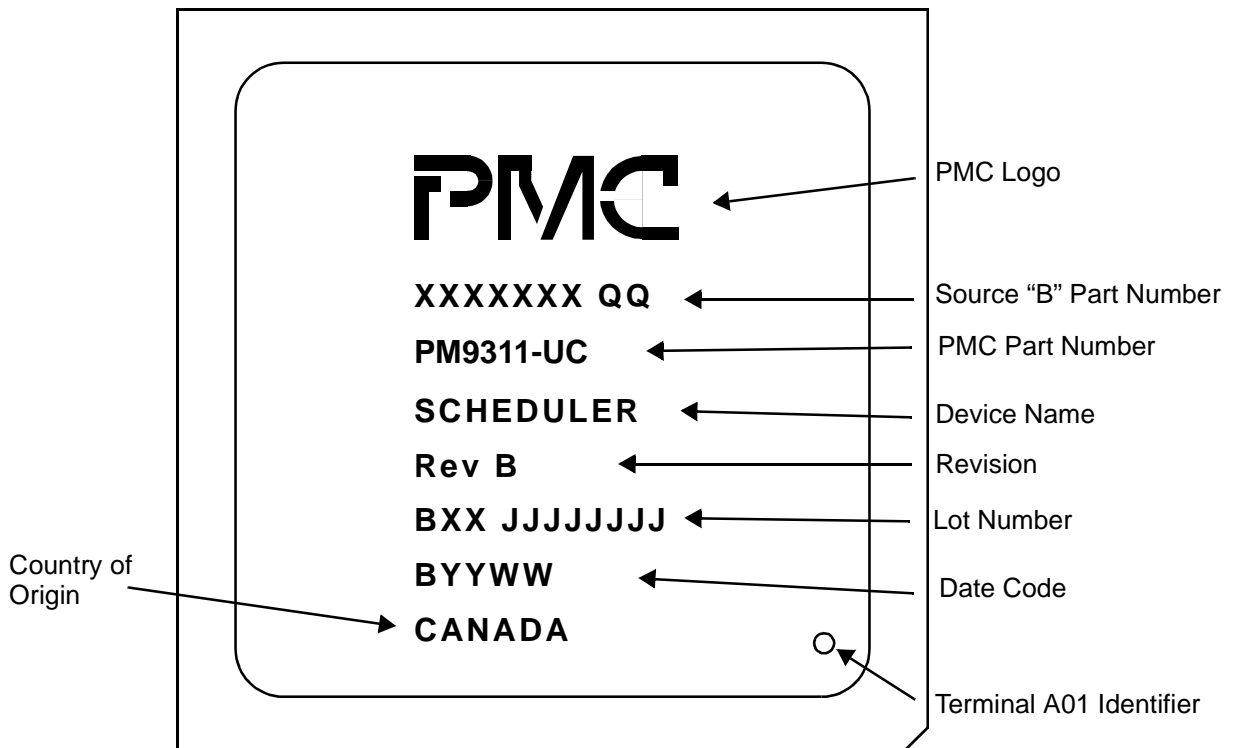 PMC
PMC Logo
XXXXXXX QQ
Source “B” Part Number
PM9311-UC
PMC Part Number
SCHEDULER
Device Name
Rev B
Revision
BXX JJJJJJJJ
Lot Number
Country of
Origin
BYYWW
Date Code
CANADA
Terminal A01 Identifier